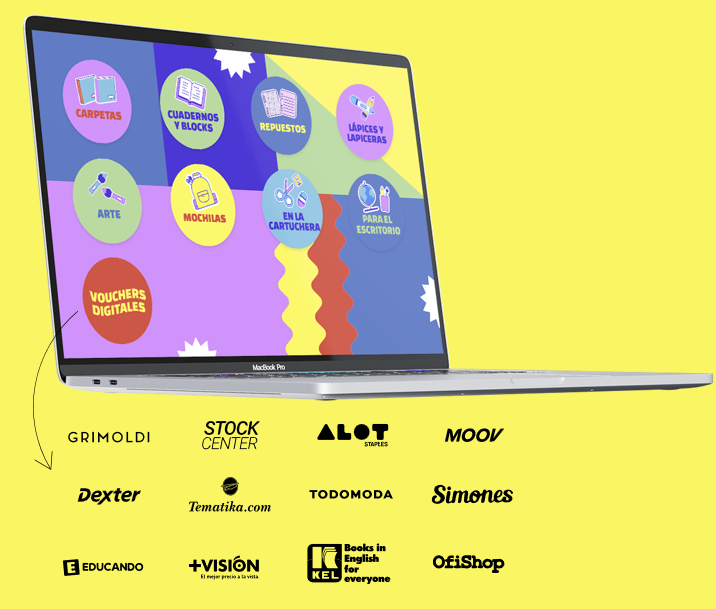 CARPETAS
CUADERNOS
Y BLOCKS
REPUESTOS
LÁPICES Y
LAPICERAS
ARTE
MOCHILAS
EN LA
CARTUCHERA
PARA EL
ESCRITORIO
VOUCHERS
DIGITALES
MacBook Pro
GRIMOLDI
STOCK
CENTER
ALOT
STAPLES
MOOV
Dexter
Tematika.com
TODOMODA
Simones
E EDUCANDO
+VISIÓN
El mejor precio a la vista.
K
KEL
Books in
English
for
everyone
OfiShop